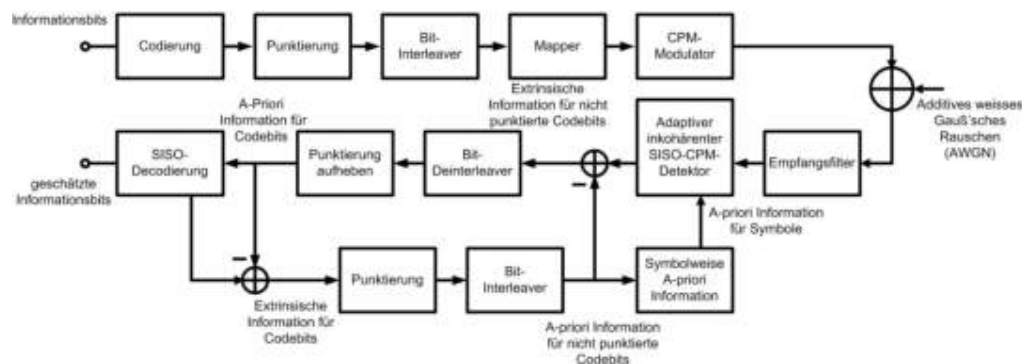 Informationsbits
Codierung
Punktierung
Bit-
Interleaver
Mapper
CPM-
Modulator
Extrinsische
Information für nicht
punktierte Codebits
A-Priori
Information für
Codebits
Additives weisses
Gauß'sches
Rauschen
(AWGN)
SISO-
Decodierung
Punktierung
aufheben
Bit-
Deinterleaver
Adaptiver
inkohärenter
SISO-CPM-
Detektor
Empfangsfilter
geschätzte
Informationsbits
A-priori Information
für Symbole
Punktierung
Bit-
Interleaver
Symbolweise
A-priori
Information
Extrinsische
Information für
Codebits
A-priori Information
für nicht punktierte
Codebits